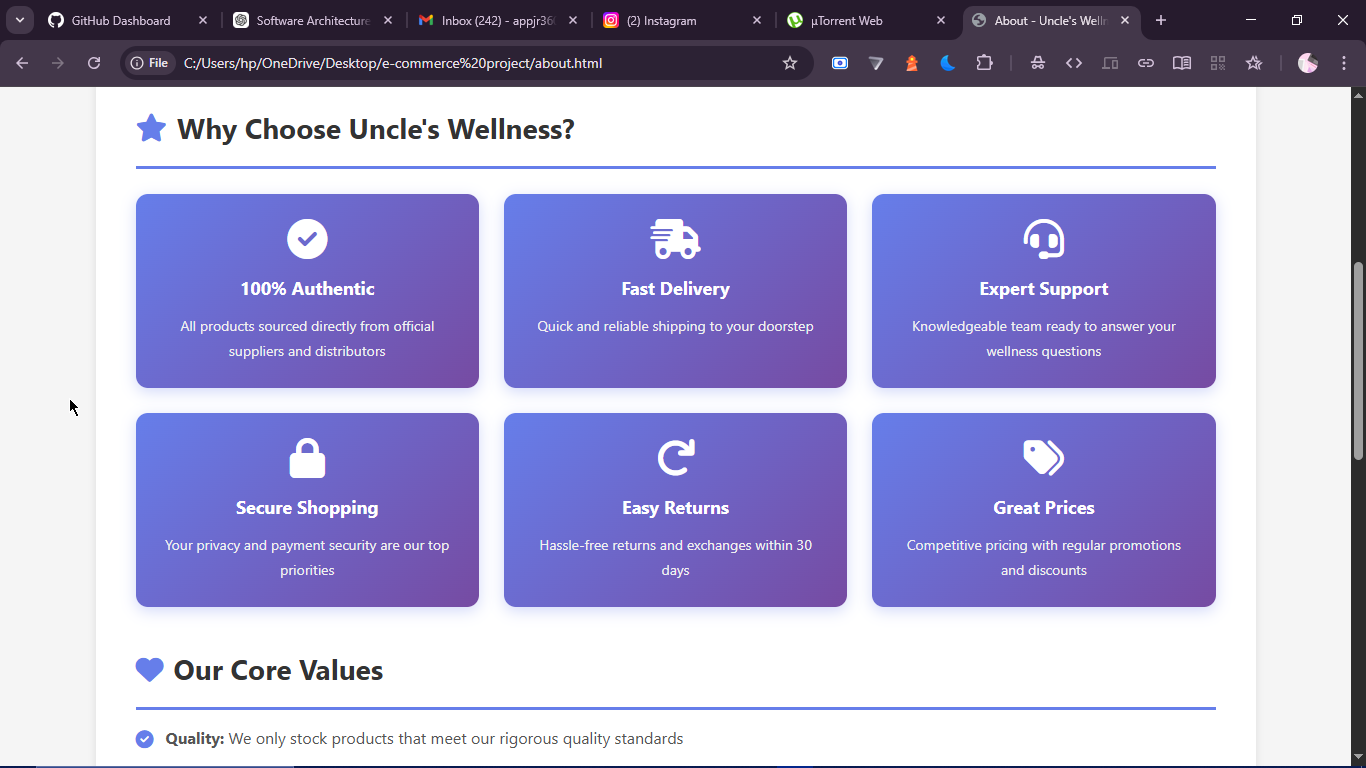 GitHub Dashboard
Software Architecture
Inbox (242) - appjr36
(2) Instagram
µTorrent Web
About - Uncle's Welln
File
C:/Users/hp/OneDrive/Desktop/e-commerce%20project/about.html
Why Choose Uncle's Wellness?
100% Authentic
All products sourced directly from official
suppliers and distributors
Fast Delivery
Quick and reliable shipping to your doorstep
Expert Support
Knowledgeable team ready to answer your
wellness questions
Secure Shopping
Your privacy and payment security are our top
priorities
Easy Returns
Hassle-free returns and exchanges within 30
days
Great Prices
Competitive pricing with regular promotions
and discounts
Our Core Values
Quality: We only stock products that meet our rigorous quality standards